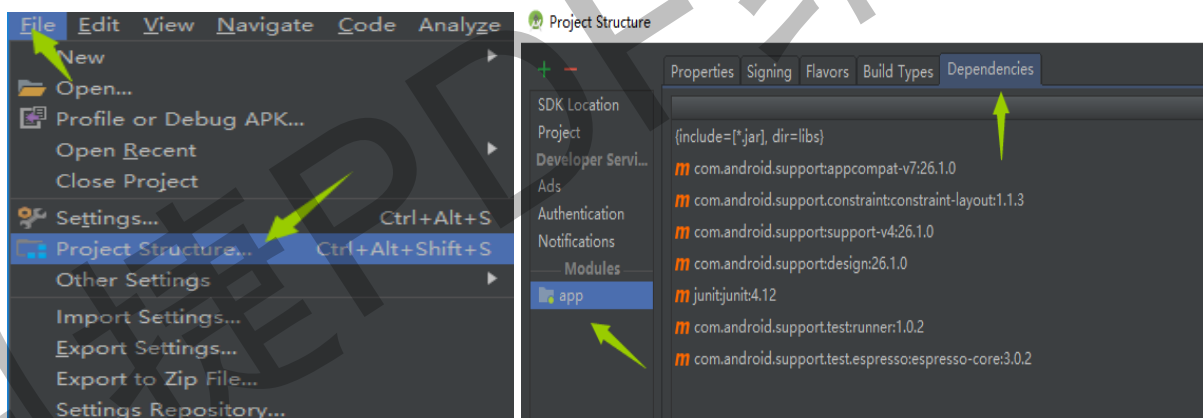 File Edit View Navigate Code Analyze
New
Open...
Profile or Debug APK...
Open Recent
Close Project
Settings... Ctrl+Alt+S
Project Structure... Ctrl+Alt+Shift+S
Other Settings
Import Settings...
Export Settings...
Export to Zip File...
Settings Repository...
Project Structure
SDK Location
Project
Developer Servi...
Ads
Authentication
Notifications
Modules
app
Properties Signing Flavors Build Types Dependencies
{include=[*.jar], dir=libs}
m com.android.support:appcompat-v7:26.1.0
m com.android.support.constraint:constraint-layout:1.1.3
m com.android.support:support-v4:26.1.0
m com.android.support:design:26.1.0
m junit:junit:4.12
m com.android.support.test:runner:1.0.2
m com.android.support.test.espresso:espresso-core:3.0.2
捷PDF